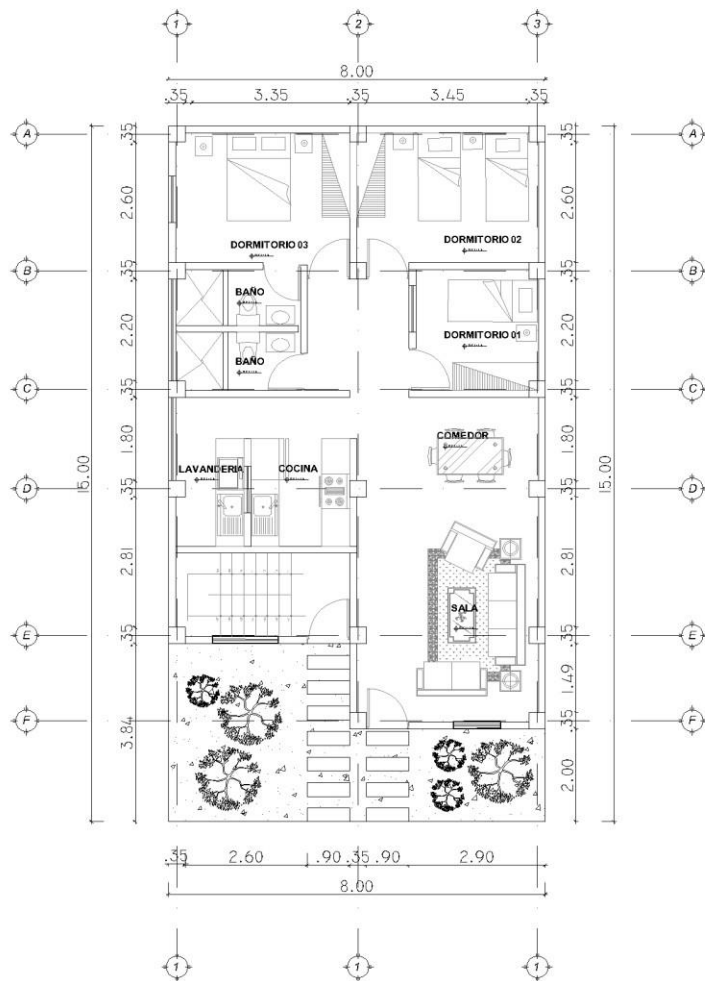 1 2 3
8.00
.35 3.35 .35 3.45 .35
A .35 .35 A
2.60 2.60
DORMITORIO 03 DORMITORIO 02
B .35 .35 B
BAÑO
2.20 DORMITORIO 01 2.20
BAÑO
C .35 .35 C
1.80 COMEDOR 1.80
LAVANDERIA COCINA
D 15.00 .35 .35 15.00 D
2.81 2.81
SALA
E .35 .35 E
1.49
F 3.84 .35 F
2.00
.35 2.60 .90 .35 .90 2.90
8.00
1 1 1